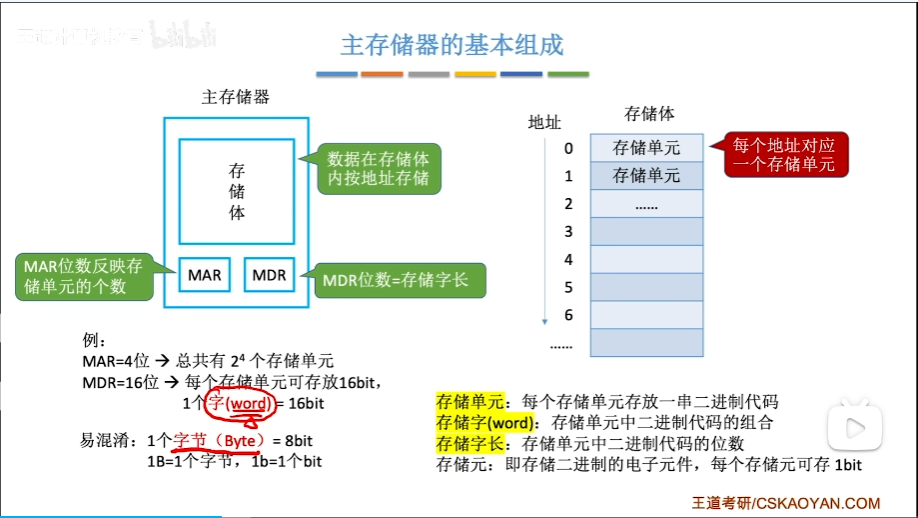 王道计算机考研 bilibili
主存储器的基本组成
主存储器
存
储
体
数据在存储体
内按地址存储
MAR
MDR
MAR位数反映存
储单元的个数
MDR位数=存储字长
地址
存储体
0
存储单元
1
存储单元
2
……
3
4
5
6
……
每个地址对应
一个存储单元
例：
MAR=4位 → 总共有 2⁴ 个存储单元
MDR=16位 → 每个存储单元可存放16bit，
1个字(word) = 16bit
易混淆：1个字节（Byte）= 8bit
1B=1个字节，1b=1个bit
存储单元：每个存储单元存放一串二进制代码
存储字(word)：存储单元中二进制代码的组合
存储字长：存储单元中二进制代码的位数
存储元：即存储二进制的电子元件，每个存储元可存 1bit
王道考研/CSKAOYAN.COM